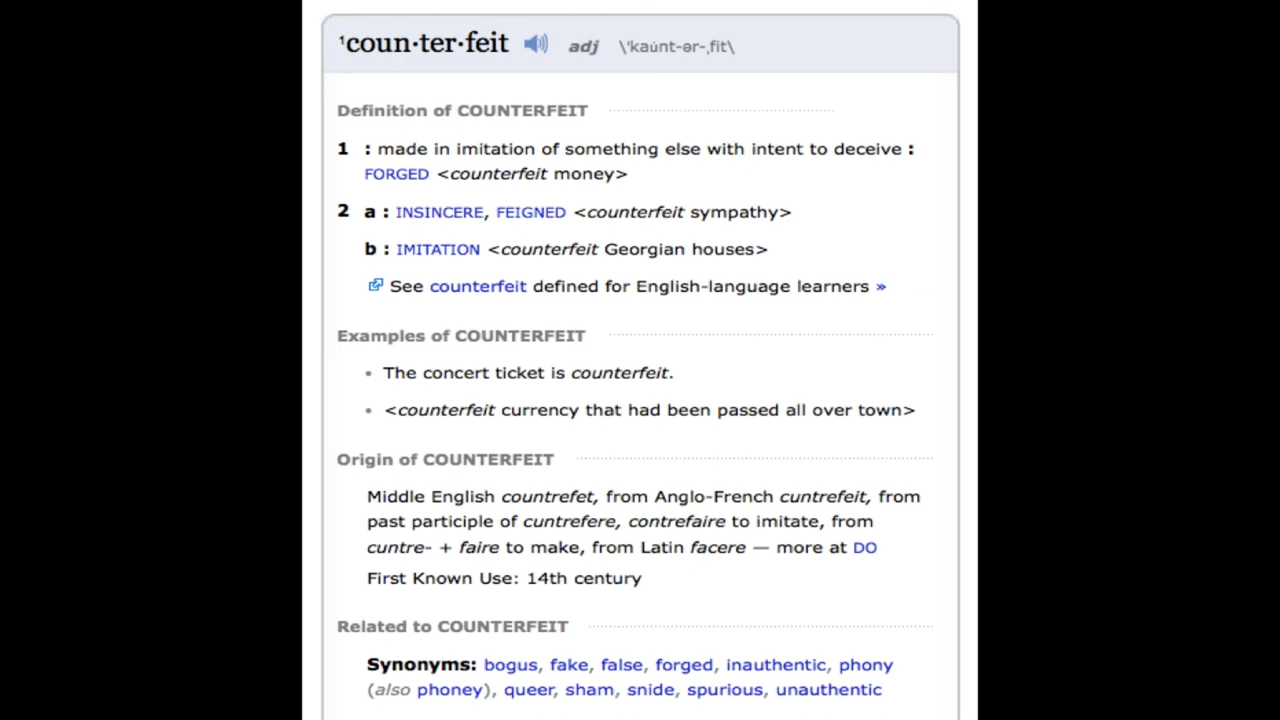 ¹coun·ter·feit adj \ˈkau̇nt-ər-ˌfit\
Definition of COUNTERFEIT
1 : made in imitation of something else with intent to deceive :
FORGED <counterfeit money>
2 a : INSINCERE, FEIGNED <counterfeit sympathy>
b : IMITATION <counterfeit Georgian houses>
See counterfeit defined for English-language learners »
Examples of COUNTERFEIT
• The concert ticket is counterfeit.
• <counterfeit currency that had been passed all over town>
Origin of COUNTERFEIT
Middle English countrefet, from Anglo-French cuntrefeit, from
past participle of cuntrefere, contrefaire to imitate, from
cuntre- + faire to make, from Latin facere — more at DO
First Known Use: 14th century
Related to COUNTERFEIT
Synonyms: bogus, fake, false, forged, inauthentic, phony
(also phoney), queer, sham, snide, spurious, unauthentic